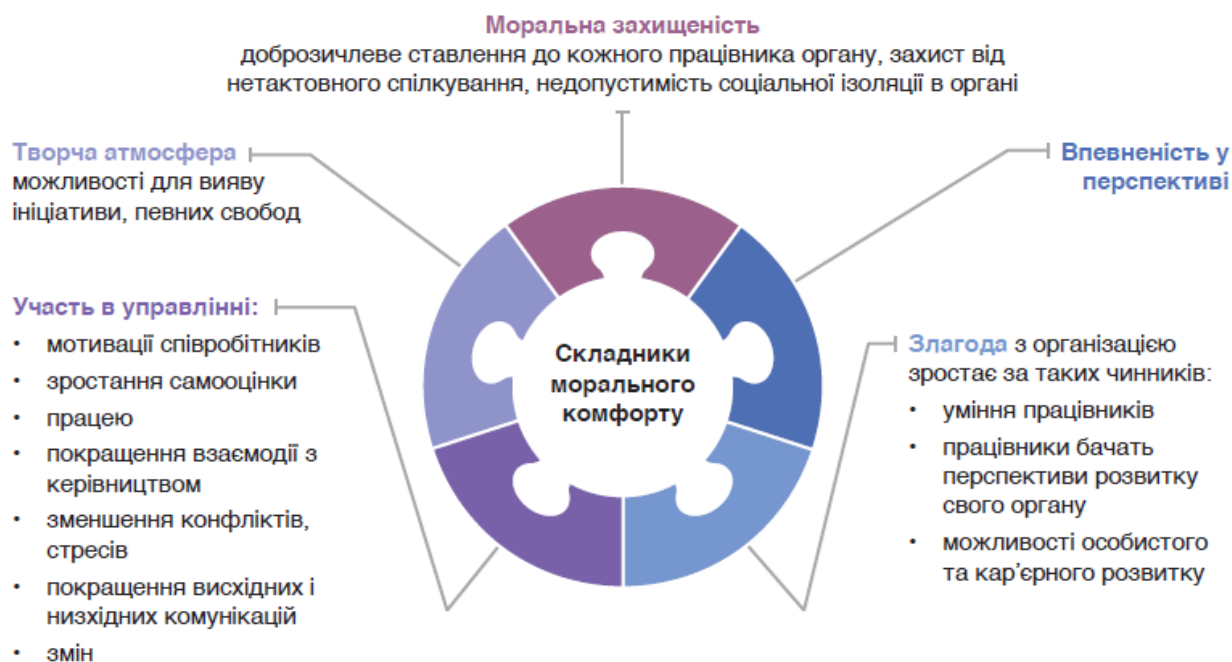 Моральна захищеність
доброзичлеве ставлення до кожного працівника органу, захист від
нетактовного спілкування, недопустимість соціальної ізоляції в органі
Творча атмосфера
можливості для вияву
ініціативи, певних свобод
Впевненість у
перспективі
Участь в управлінні:
• мотивації співробітників
• зростання самооцінки
• працею
• покращення взаємодії з
керівництвом
• зменшення конфліктів,
стресів
• покращення висхідних і
низхідних комунікацій
• змін
Складники
морального
комфорту
Злагода з організацією
зростає за таких чинників:
• уміння працівників
• працівники бачать
перспективи розвитку
свого органу
• можливості особистого
та кар’єрного розвитку